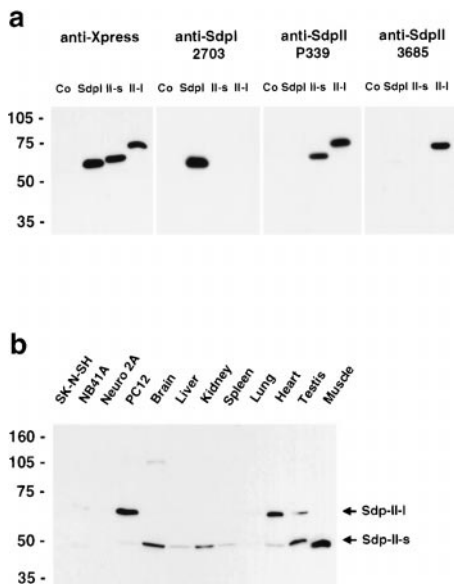 a
anti-Xpress
anti-SdpI 2703
anti-SdpII P339
anti-SdpII 3685
Co SdpI II-s II-l
Co SdpI II-s II-l
Co SdpI II-s II-l
Co SdpI II-s II-l
105 -
75 -
50 -
35 -
b
SK-N-SH
NB41A
Neuro 2A
PC12
Brain
Liver
Kidney
Spleen
Lung
Heart
Testis
Muscle
160 -
105 -
75 -
50 -
35 -
Sdp-II-l
Sdp-II-s